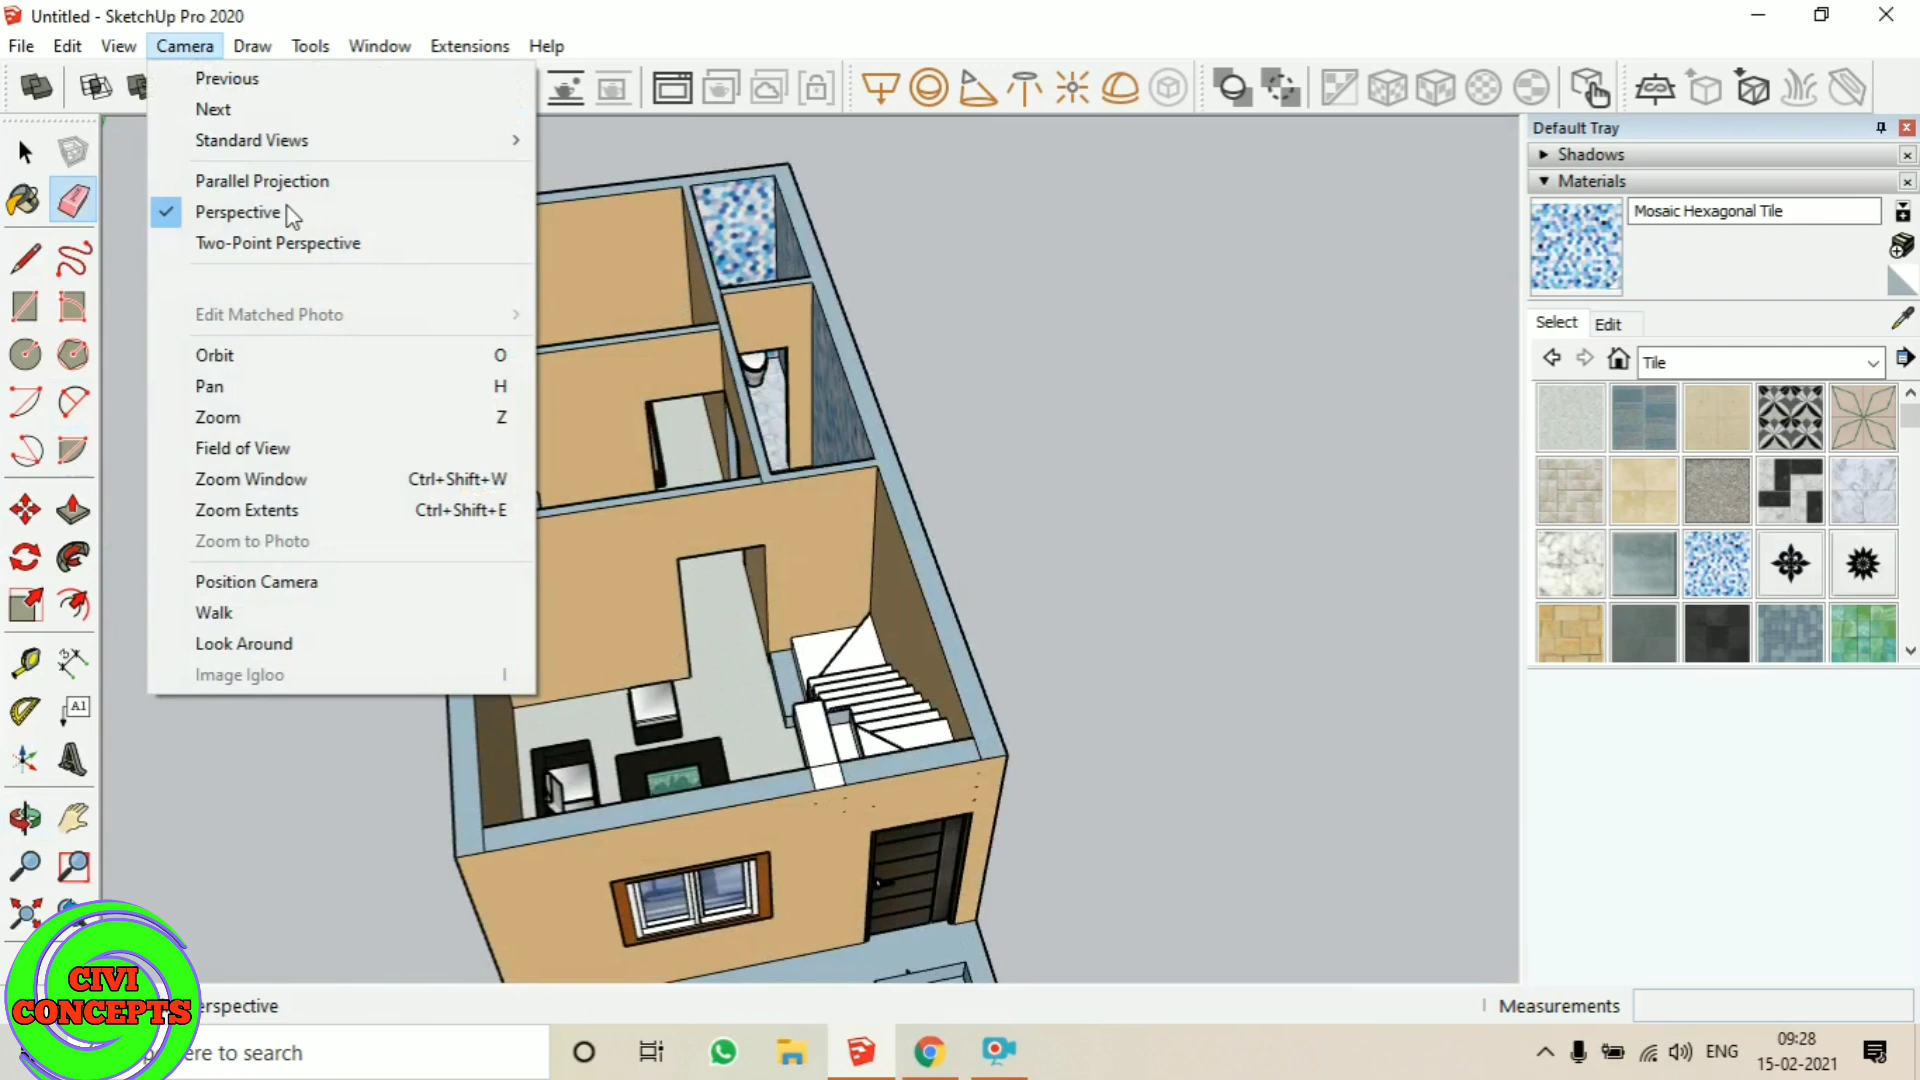 Untitled - SketchUp Pro 2020
File Edit View Camera Draw Tools Window Extensions Help
Previous
Next
Standard Views
Parallel Projection
Perspective
Two-Point Perspective
Edit Matched Photo
Orbit O
Pan H
Zoom Z
Field of View
Zoom Window Ctrl+Shift+W
Zoom Extents Ctrl+Shift+E
Zoom to Photo
Position Camera
Walk
Look Around
Image Igloo I
Default Tray
Shadows
Materials
Mosaic Hexagonal Tile
Select Edit
Tile
A1
CIVI
CONCEPTS
erspective
Measurements
ere to search
ENG
09:28
15-02-2021